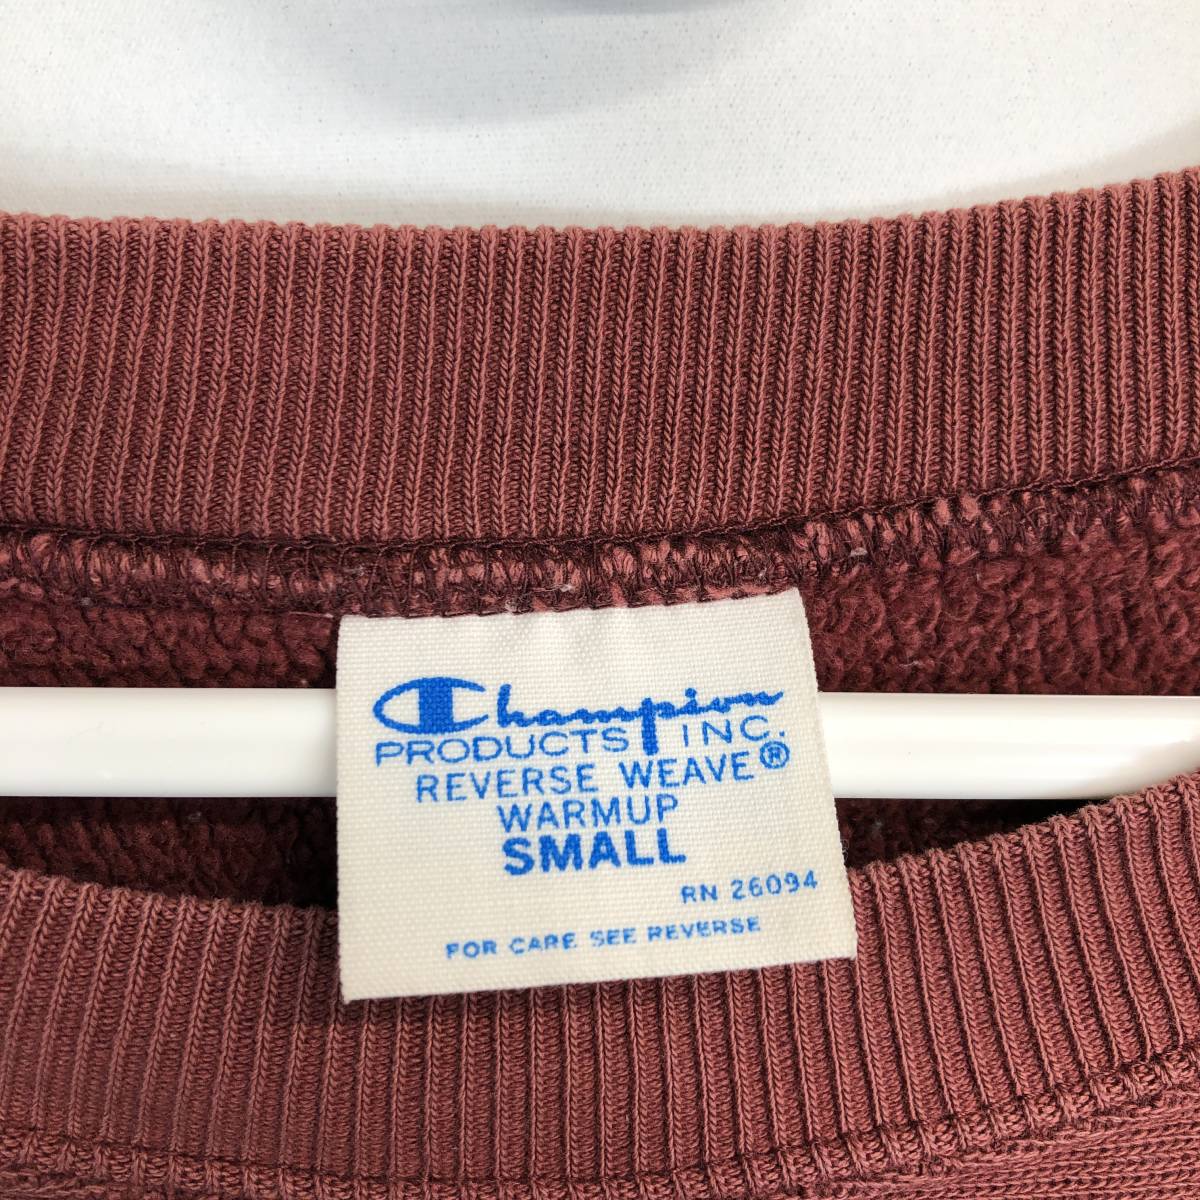 Champion
PRODUCTS INC.
REVERSE WEAVE®
WARMUP
SMALL
RN 26094
FOR CARE SEE REVERSE